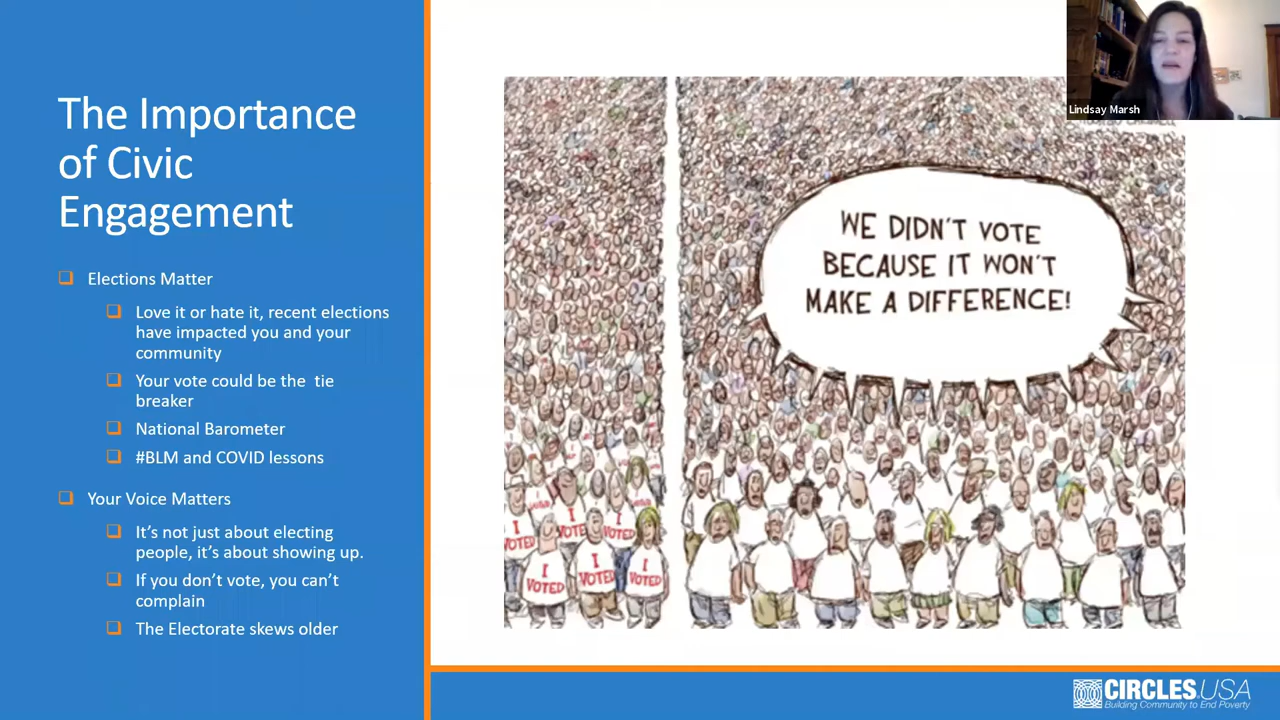 The Importance
of Civic
Engagement
❑ Elections Matter
❑ Love it or hate it, recent elections
have impacted you and your
community
❑ Your vote could be the tie
breaker
❑ National Barometer
❑ #BLM and COVID lessons
❑ Your Voice Matters
❑ It's not just about electing
people, it's about showing up.
❑ If you don't vote, you can't
complain
❑ The Electorate skews older
WE DIDN'T VOTE
BECAUSE IT WON'T
MAKE A DIFFERENCE!
I
VOTED
I
VOTED
I
VOTED
I
VOTED
I
VOTED
I
VOTED
Lindsay Marsh
CIRCLES USA
Building Community to End Poverty